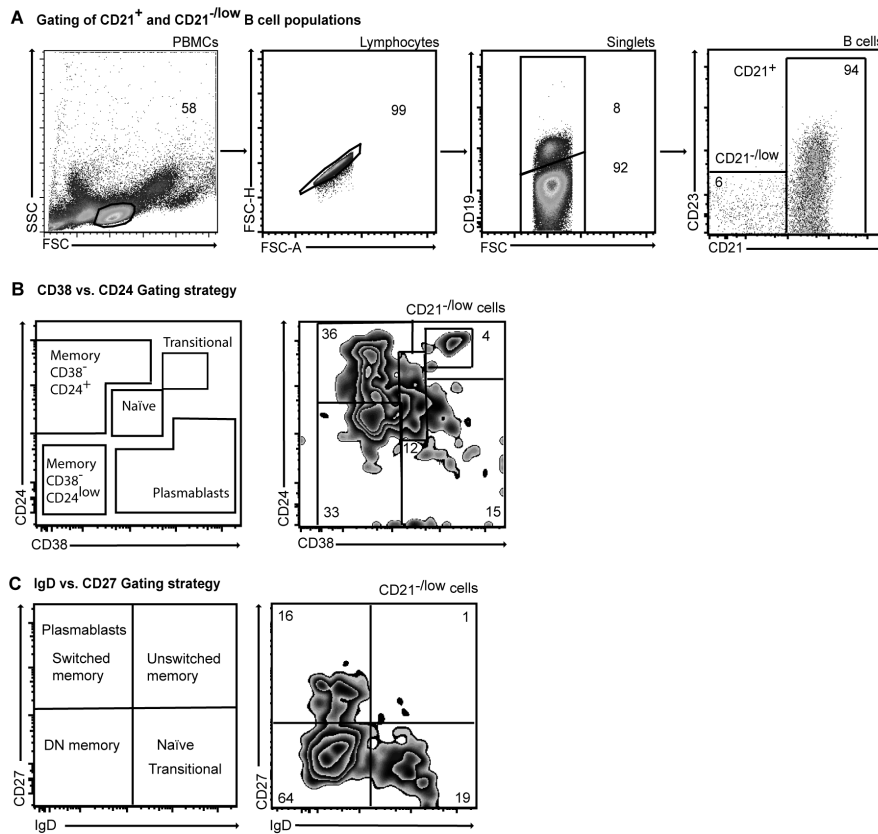 A Gating of CD21+ and CD21-/low B cell populations
PBMCs
58
SSC
FSC
Lymphocytes
99
FSC-H
FSC-A
Singlets
8
92
CD19
FSC
B cells
CD21+
94
CD21-/low
6
CD23
CD21
B CD38 vs. CD24 Gating strategy
Memory
CD38-
CD24+
Transitional
Naïve
Memory
CD38-
CD24low
Plasmablasts
CD24
CD38
CD21-/low cells
36
4
12
33
15
CD24
CD38
C IgD vs. CD27 Gating strategy
Plasmablasts
Switched
memory
Unswitched
memory
DN memory
Naïve
Transitional
CD27
IgD
CD21-/low cells
16
1
64
19
CD27
IgD